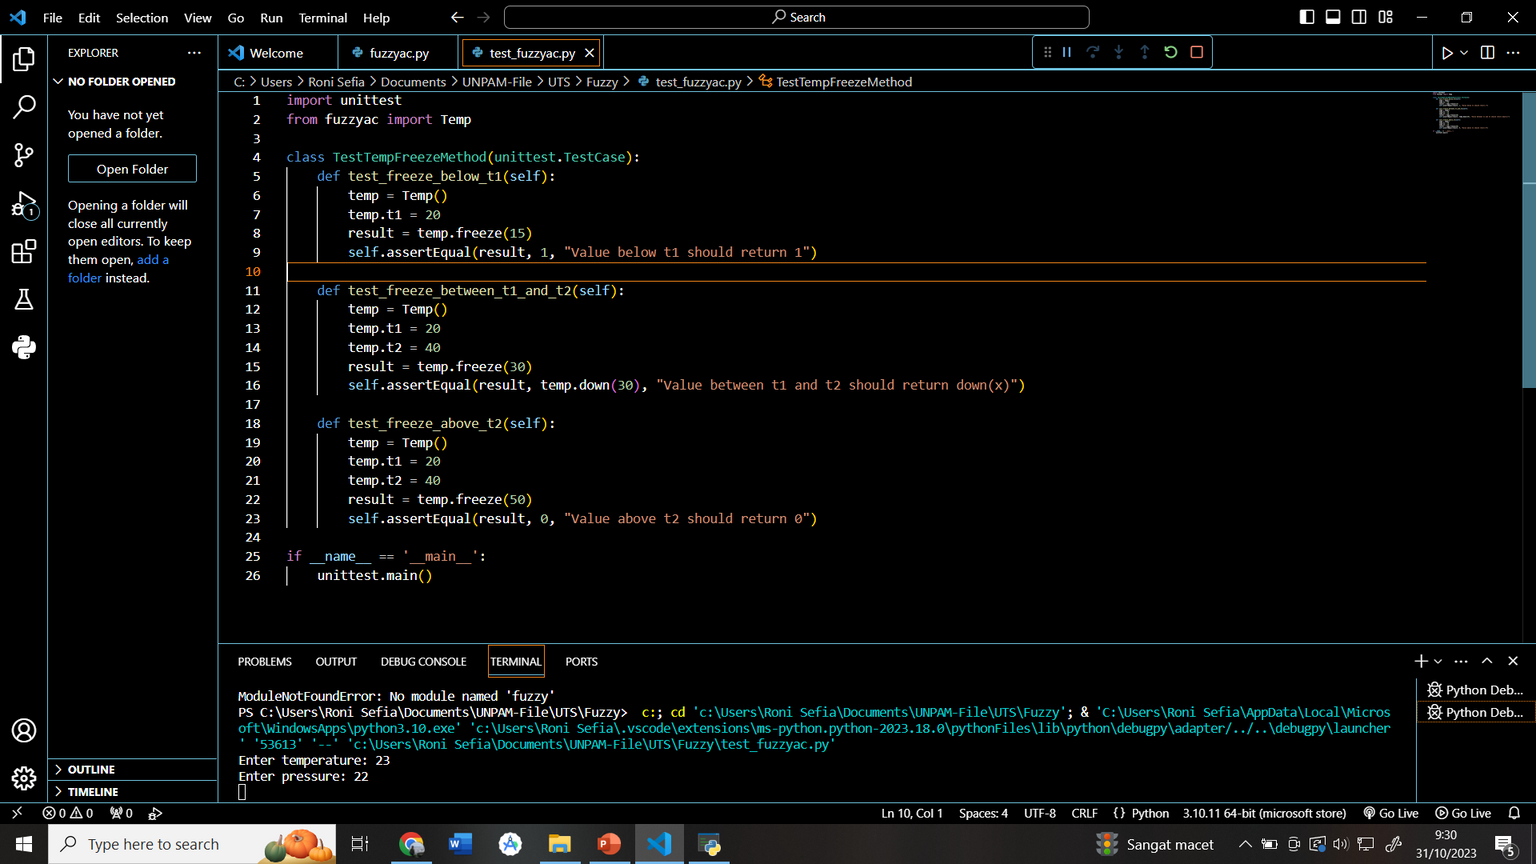 File Edit Selection View Go Run Terminal Help
Search
EXPLORER
Welcome
fuzzyac.py
test_fuzzyac.py
NO FOLDER OPENED
You have not yet
opened a folder.
Open Folder
Opening a folder will
close all currently
open editors. To keep
them open, add a
folder instead.
1
OUTLINE
TIMELINE
C: > Users > Roni Sefia > Documents > UNPAM-File > UTS > Fuzzy > test_fuzzyac.py > TestTempFreezeMethod
1 import unittest
2 from fuzzyac import Temp
3
4 class TestTempFreezeMethod(unittest.TestCase):
5 def test_freeze_below_t1(self):
6 temp = Temp()
7 temp.t1 = 20
8 result = temp.freeze(15)
9 self.assertEqual(result, 1, "Value below t1 should return 1")
10
11 def test_freeze_between_t1_and_t2(self):
12 temp = Temp()
13 temp.t1 = 20
14 temp.t2 = 40
15 result = temp.freeze(30)
16 self.assertEqual(result, temp.down(30), "Value between t1 and t2 should return down(x)")
17
18 def test_freeze_above_t2(self):
19 temp = Temp()
20 temp.t1 = 20
21 temp.t2 = 40
22 result = temp.freeze(50)
23 self.assertEqual(result, 0, "Value above t2 should return 0")
24
25 if __name__ == '__main__':
26 unittest.main()
PROBLEMS OUTPUT DEBUG CONSOLE TERMINAL PORTS
ModuleNotFoundError: No module named 'fuzzy'
PS C:\Users\Roni Sefia\Documents\UNPAM-File\UTS\Fuzzy> c:; cd 'c:\Users\Roni Sefia\Documents\UNPAM-File\UTS\Fuzzy'; & 'C:\Users\Roni Sefia\AppData\Local\Micros
oft\WindowsApps\python3.10.exe' 'c:\Users\Roni Sefia\.vscode\extensions\ms-python.python-2023.18.0\pythonFiles\lib\python\debugpy\adapter/../..\debugpy\launcher
' '53613' '--' 'c:\Users\Roni Sefia\Documents\UNPAM-File\UTS\Fuzzy\test_fuzzyac.py'
Enter temperature: 23
Enter pressure: 22
Python Deb...
Python Deb...
0 0 0 Ln 10, Col 1 Spaces: 4 UTF-8 CRLF {} Python 3.10.11 64-bit (microsoft store) Go Live Go Live
Type here to search
Sangat macet
9:30
31/10/2023
5